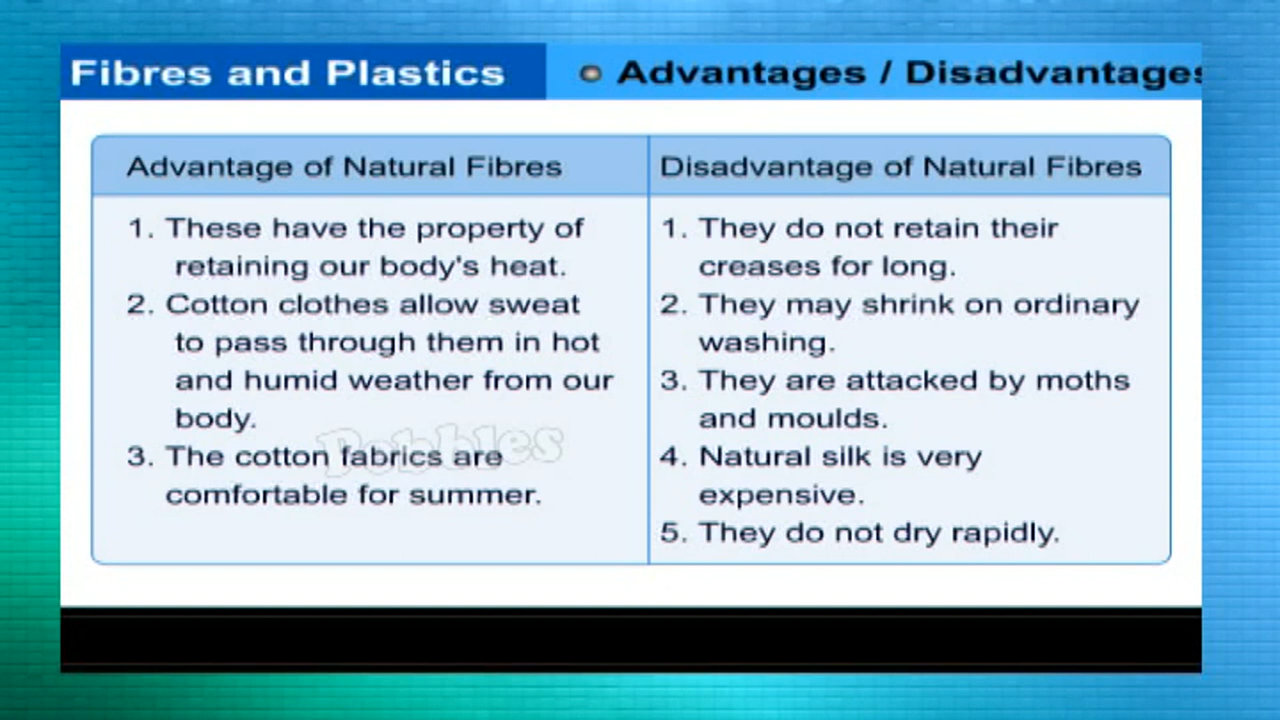 Fibres and Plastics
Advantages / Disadvantages
Advantage of Natural Fibres
1. These have the property of
retaining our body's heat.
2. Cotton clothes allow sweat
to pass through them in hot
and humid weather from our
body.
3. The cotton fabrics are
comfortable for summer.
Pebbles
Disadvantage of Natural Fibres
1. They do not retain their
creases for long.
2. They may shrink on ordinary
washing.
3. They are attacked by moths
and moulds.
4. Natural silk is very
expensive.
5. They do not dry rapidly.